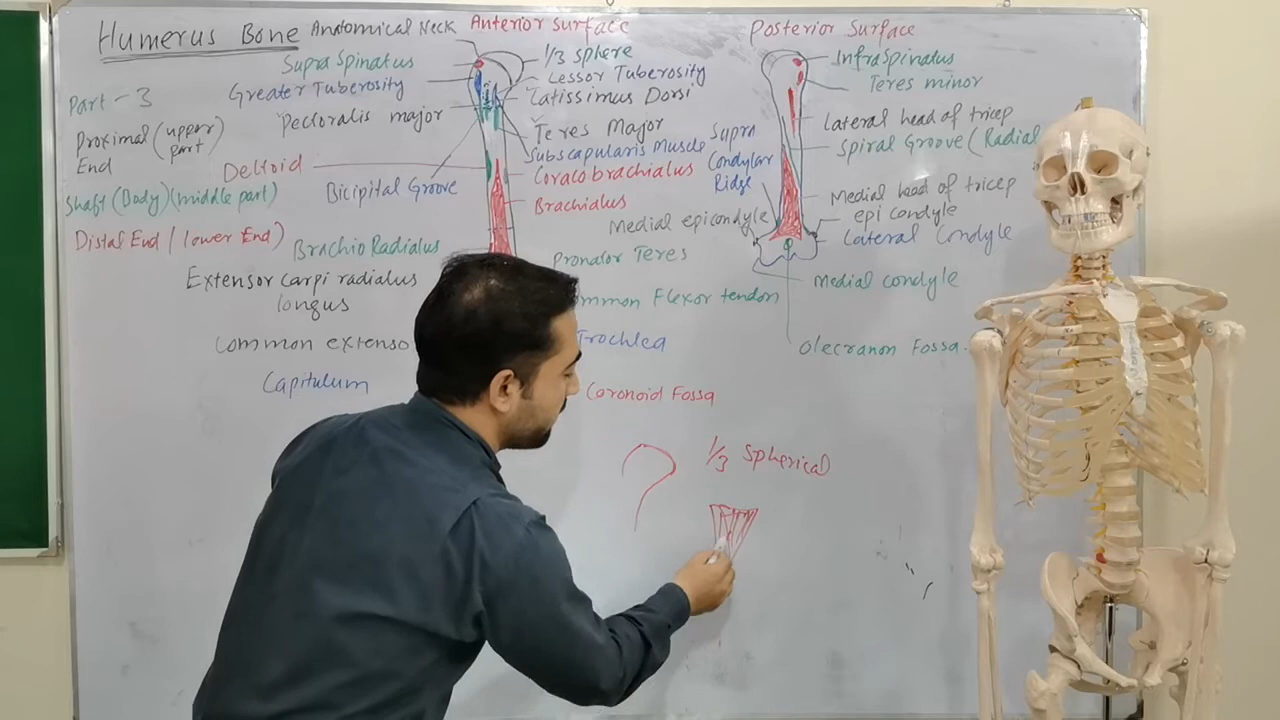 Humerus Bone
Anatomical Neck
Anterior Surface
Supra Spinatus
1/3 sphere
Greater Tuberosity
Lessor Tuberosity
Latissimus Dorsi
Pectoralis major
Teres Major
Subscapularis Muscle
Deltoid
Coracobrachialus
Bicipital Groove
Brachialus
Part - 3
Proximal (upper part)
End
Shaft (Body) (middle part)
Distal End / lower End)
Brachio Radialus
Pronator Teres
Extensor carpi radialus
longus
ommon Flexor tendon
Common extenso
Trochlea
Capitulum
Coronoid Fossa
1/3 Spherical
Posterior Surface
InfraSpinatus
Teres minor
Lateral head of tricep
Spiral Groove (Radial
Supra
Condylar
Ridge
Medial head of tricep
Medial epicondyle
epi condyle
Lateral Condyle
Medial condyle
Olecranon Fossa